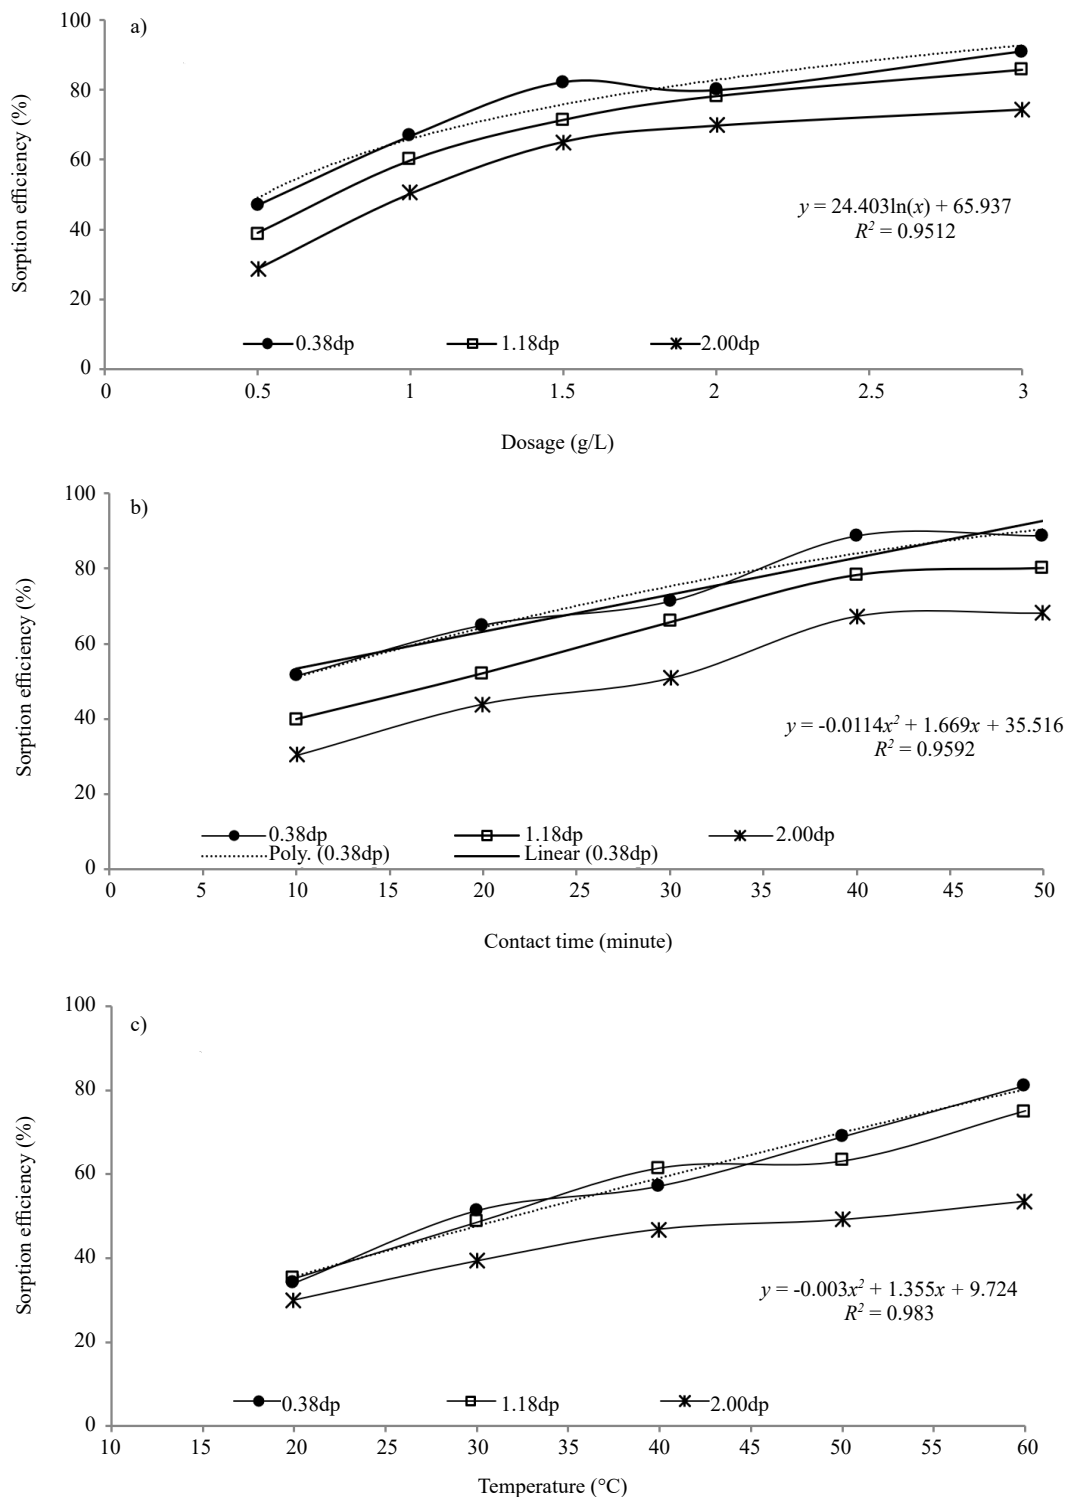 a)
Sorption efficiency (%)
100
80
60
40
20
0
y = 24.403ln(x) + 65.937
R² = 0.9512
0.38dp 1.18dp 2.00dp
0 0.5 1 1.5 2 2.5 3
Dosage (g/L)
b)
Sorption efficiency (%)
100
80
60
40
20
0
y = -0.0114x² + 1.669x + 35.516
R² = 0.9592
0.38dp 1.18dp 2.00dp
Poly. (0.38dp) Linear (0.38dp)
0 5 10 15 20 25 30 35 40 45 50
Contact time (minute)
c)
Sorption efficiency (%)
100
80
60
40
20
0
y = -0.003x² + 1.355x + 9.724
R² = 0.983
0.38dp 1.18dp 2.00dp
10 15 20 25 30 35 40 45 50 55 60
Temperature (°C)